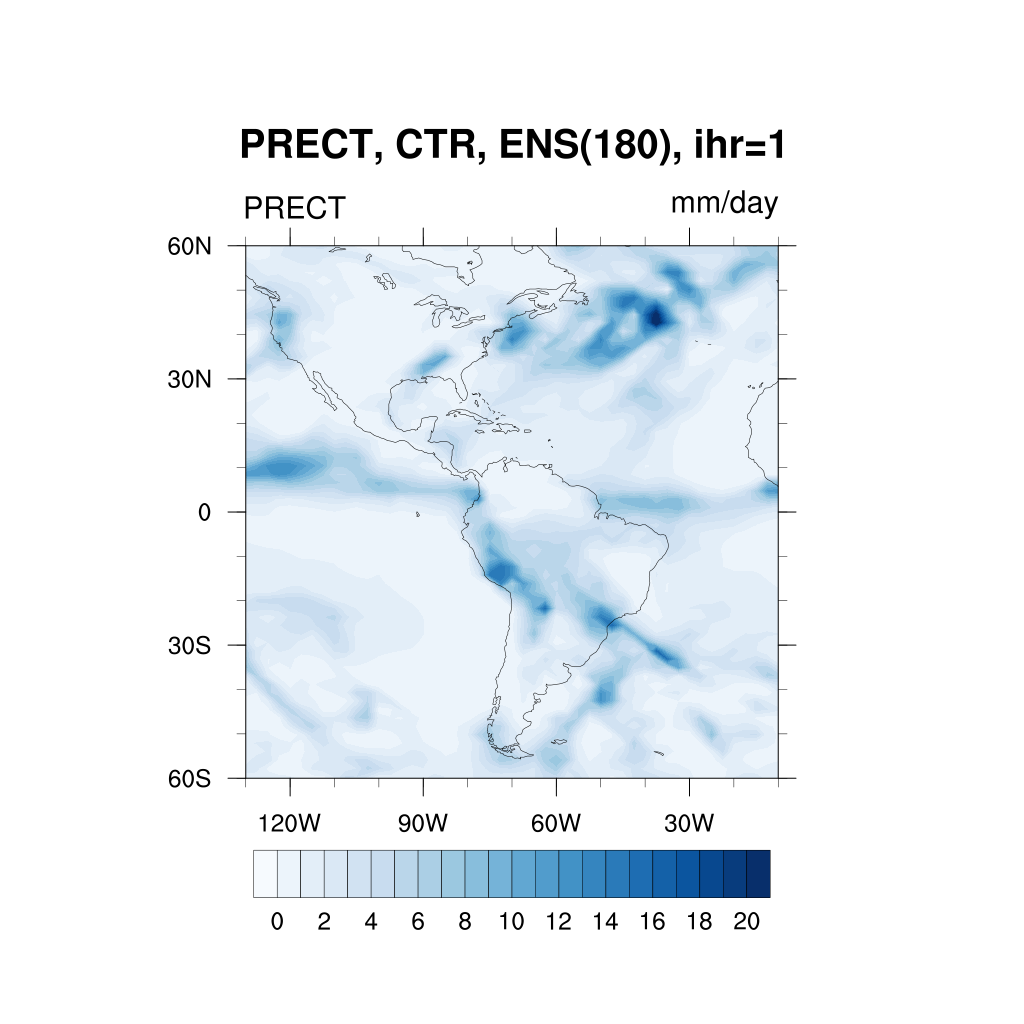 PRECT, CTR, ENS(180), ihr=1
PRECT mm/day
60N
30N
0
30S
60S
120W 90W 60W 30W
0 2 4 6 8 10 12 14 16 18 20